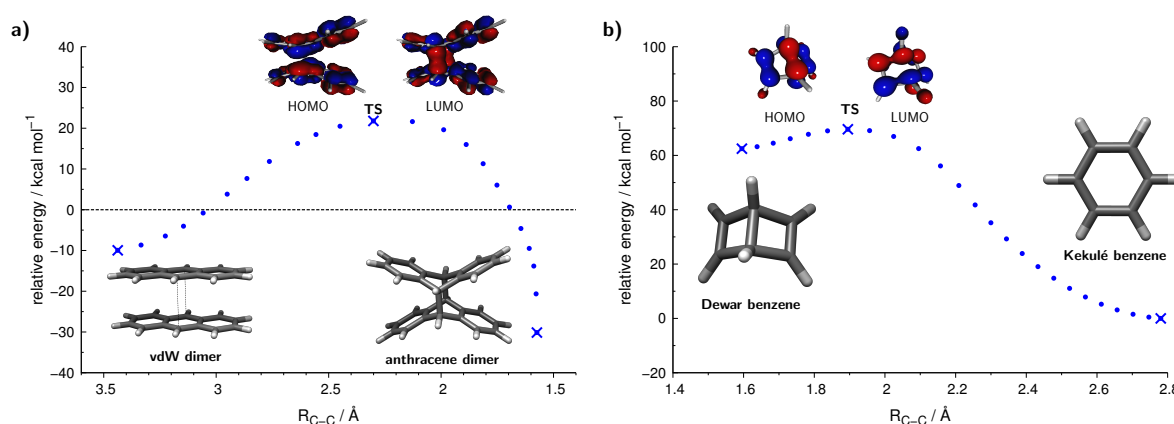 a)
relative energy / kcal mol⁻¹
40
30
20
10
0
−10
−20
−30
−40
3.5
3
2.5
2
1.5
R_C−C / Å
HOMO
TS
LUMO
vdW dimer
anthracene dimer
b)
relative energy / kcal mol⁻¹
100
80
60
40
20
0
−20
1.4
1.6
1.8
2
2.2
2.4
2.6
2.8
R_C−C / Å
HOMO
TS
LUMO
Dewar benzene
Kekulé benzene